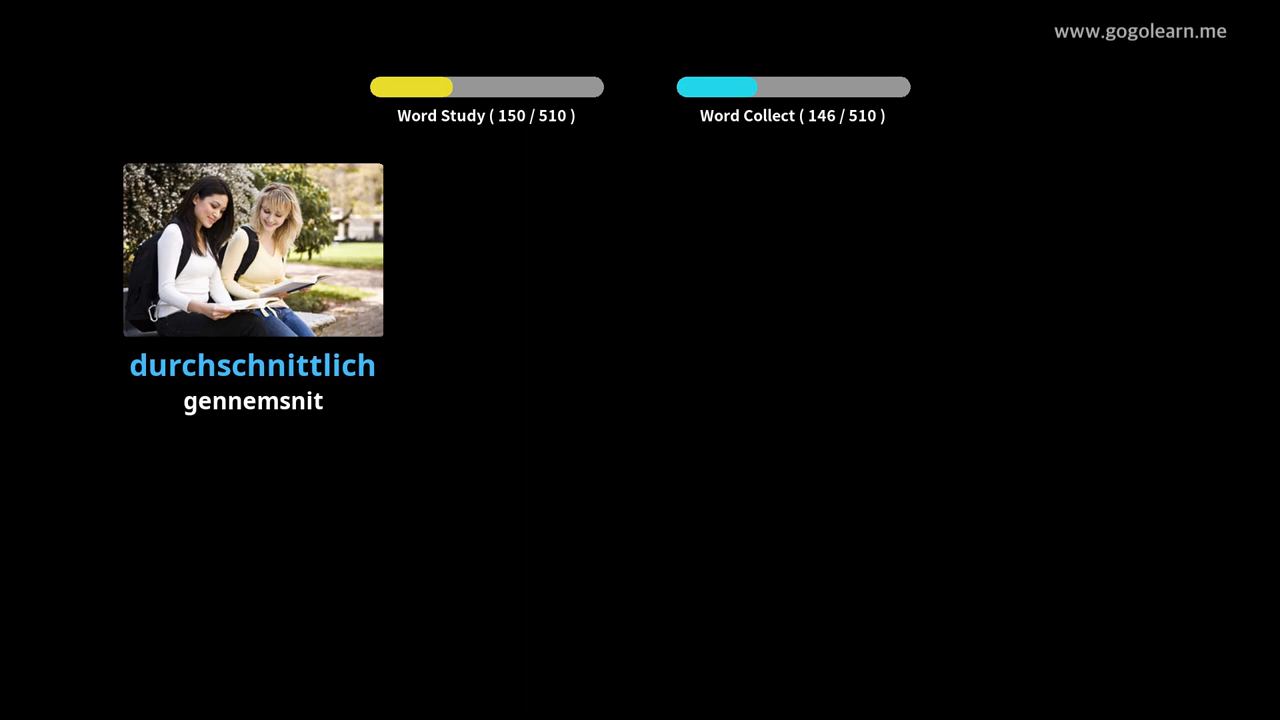 www.gogolearn.me
Word Study ( 150 / 510 )
Word Collect ( 146 / 510 )
durchschnittlich
gennemsnit